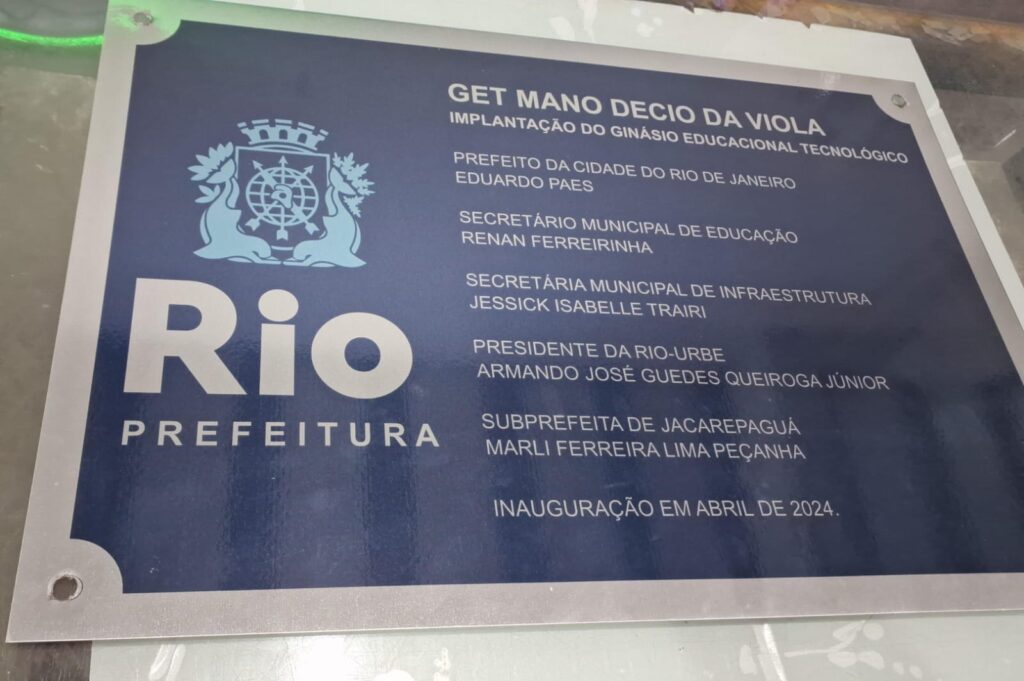 GET MANO DECIO DA VIOLA
IMPLANTAÇÃO DO GINÁSIO EDUCACIONAL TECNOLÓGICO
PREFEITO DA CIDADE DO RIO DE JANEIRO
EDUARDO PAES
SECRETÁRIO MUNICIPAL DE EDUCAÇÃO
RENAN FERREIRINHA
SECRETÁRIA MUNICIPAL DE INFRAESTRUTURA
JESSICK ISABELLE TRAIRI
PRESIDENTE DA RIO-URBE
ARMANDO JOSÉ GUEDES QUEIROGA JÚNIOR
SUBPREFEITA DE JACAREPAGUÁ
MARLI FERREIRA LIMA PEÇANHA
INAUGURAÇÃO EM ABRIL DE 2024.
Rio
PREFEITURA